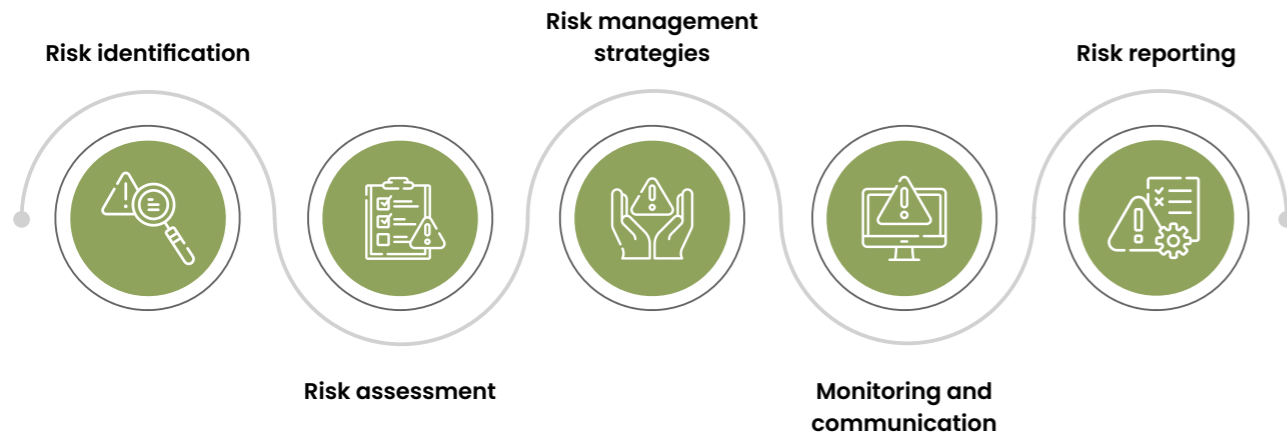 Risk identification
Risk assessment
Risk management
strategies
Monitoring and
communication
Risk reporting